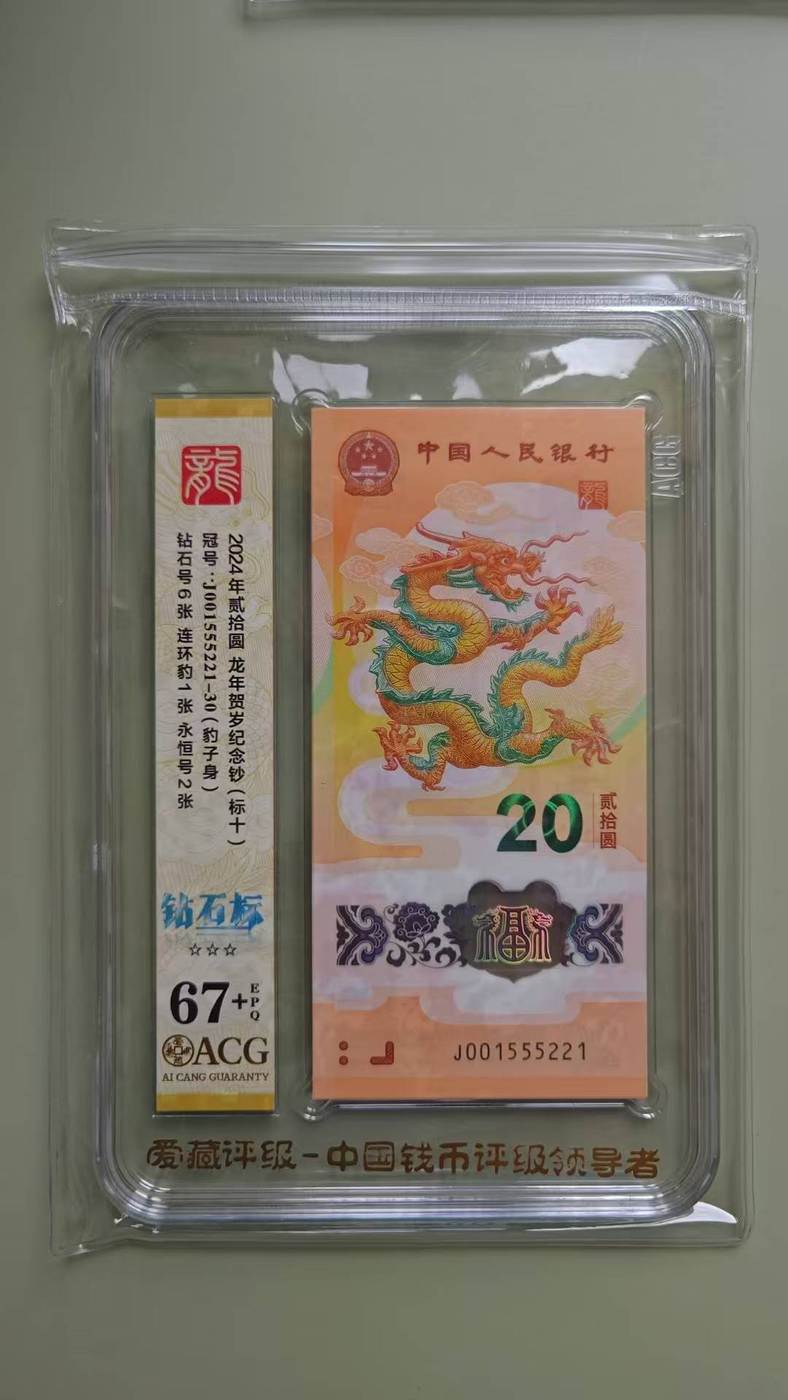 龍
2024年贰拾圆 龙年贺岁纪念钞(标十)
冠号:J001555221-30(豹子身)
钻石号6张 连环豹1张 永恒号2张
钻石标
☆☆☆
67+EPQ
ACG
AI CANG GUARANTY
中国人民银行
龍
20
贰拾圆
福
J001555221
ACG
爱藏评级-中国钱币评级领导者